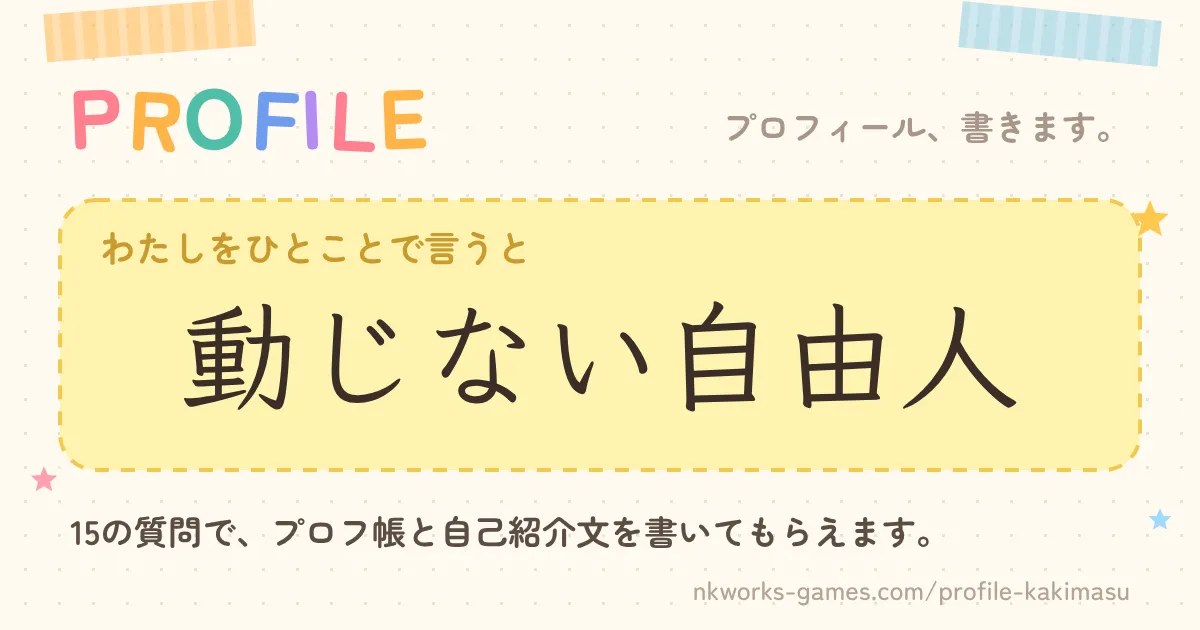 PROFILE
プロフィール、書きます。
わたしをひとことで言うと
動じない自由人
15の質問で、プロフ帳と自己紹介文を書いてもらえます。
nkworks-games.com/profile-kakimasu